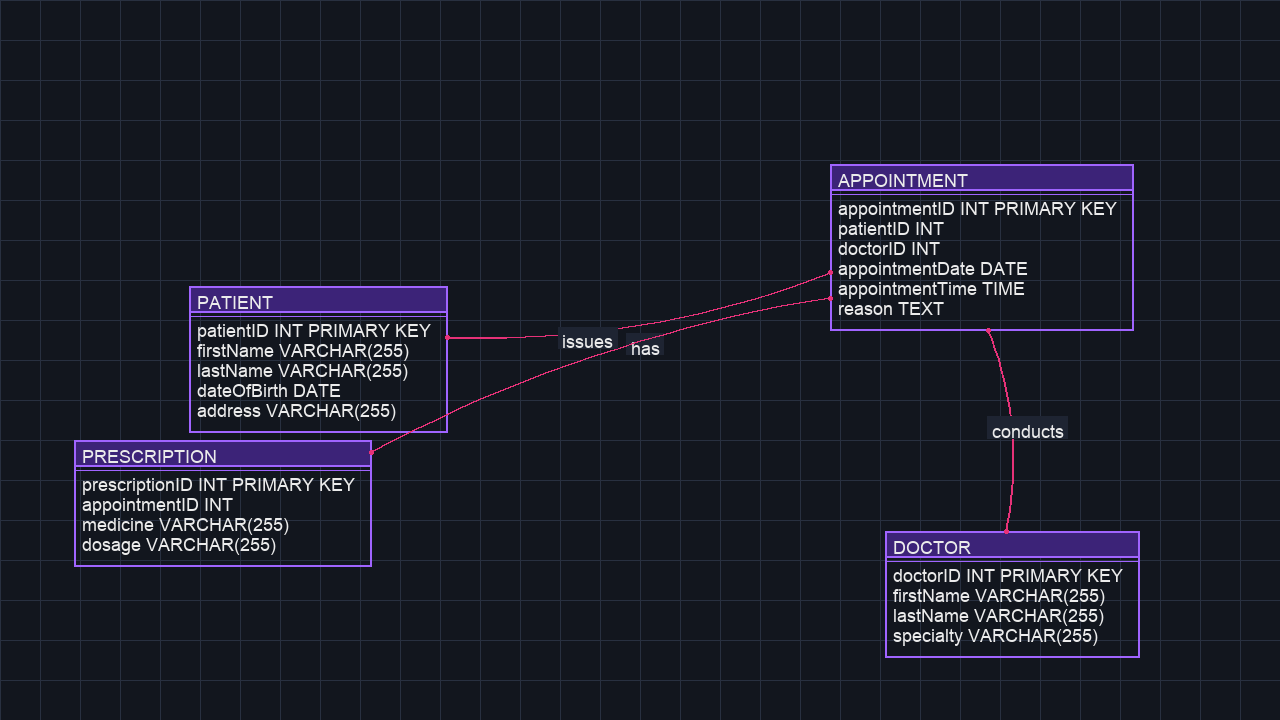 APPOINTMENT
appointmentID INT PRIMARY KEY
patientID INT
doctorID INT
appointmentDate DATE
appointmentTime TIME
reason TEXT
PATIENT
patientID INT PRIMARY KEY
firstName VARCHAR(255)
lastName VARCHAR(255)
dateOfBirth DATE
address VARCHAR(255)
issues
has
conducts
PRESCRIPTION
prescriptionID INT PRIMARY KEY
appointmentID INT
medicine VARCHAR(255)
dosage VARCHAR(255)
DOCTOR
doctorID INT PRIMARY KEY
firstName VARCHAR(255)
lastName VARCHAR(255)
specialty VARCHAR(255)